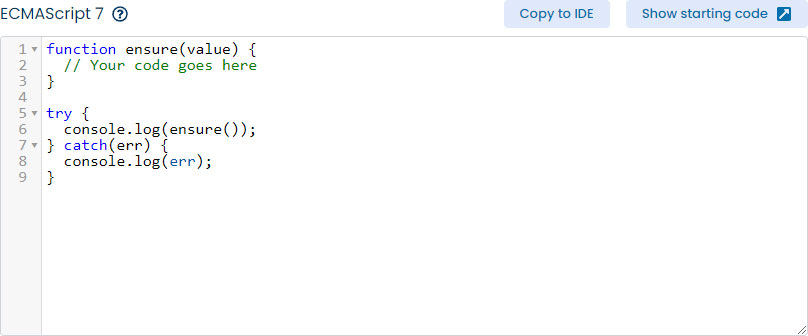 ECMAScript 7 ?
Copy to IDE
Show starting code
1 function ensure(value) {
2   // Your code goes here
3 }
4
5 try {
6   console.log(ensure());
7 } catch(err) {
8   console.log(err);
9 }